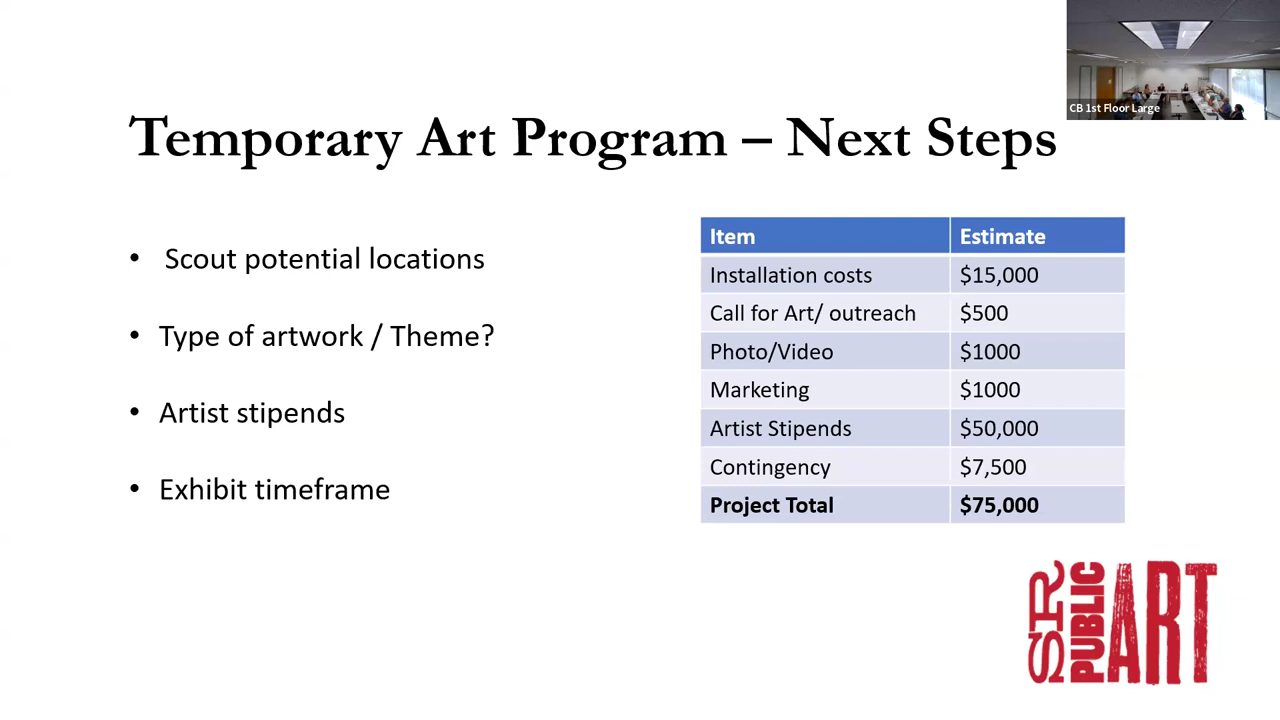 CB 1st Floor Large
Temporary Art Program – Next Steps
• Scout potential locations
• Type of artwork / Theme?
• Artist stipends
• Exhibit timeframe
Item Estimate
Installation costs $15,000
Call for Art/ outreach $500
Photo/Video $1000
Marketing $1000
Artist Stipends $50,000
Contingency $7,500
Project Total $75,000
SR PUBLIC ART